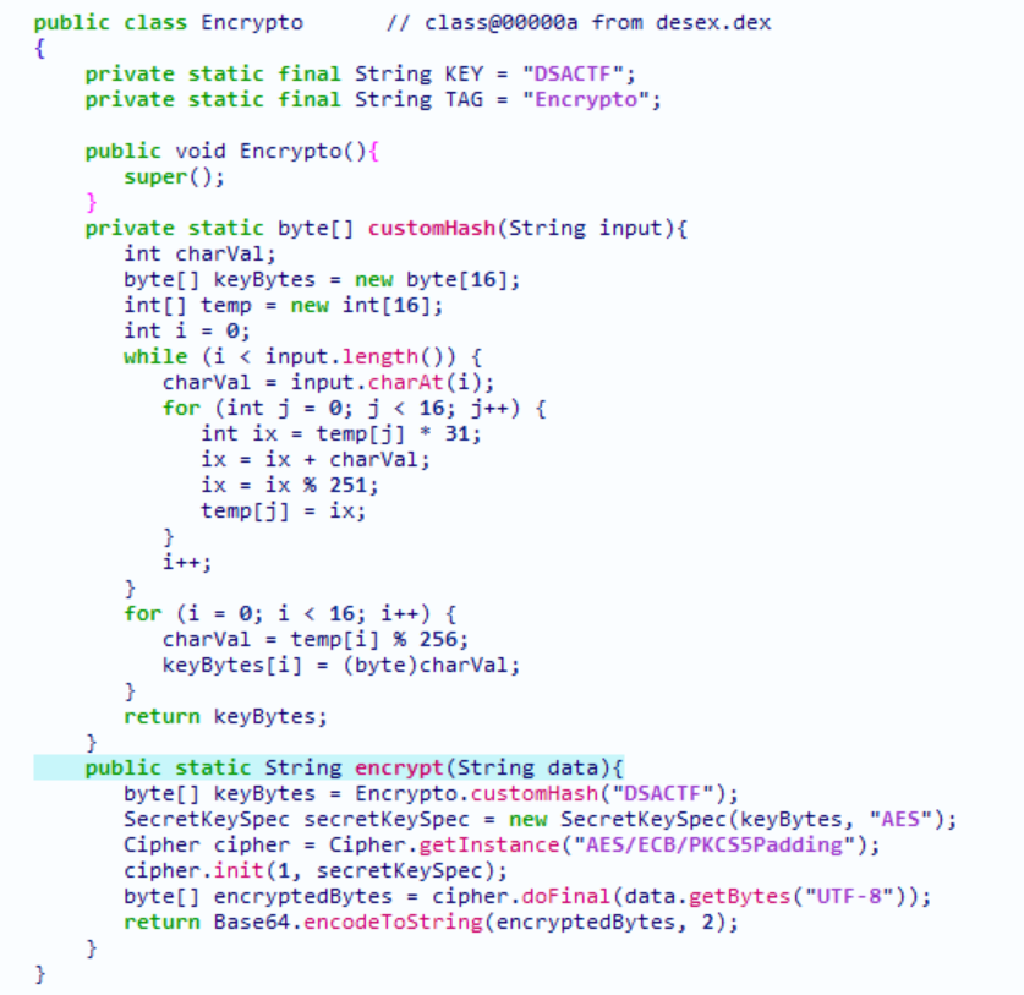 public class Encrypto        // class@00000a from desex.dex
{
    private static final String KEY = "DSACTF";
    private static final String TAG = "Encrypto";

    public void Encrypto(){
       super();
    }
    private static byte[] customHash(String input){
       int charVal;
       byte[] keyBytes = new byte[16];
       int[] temp = new int[16];
       int i = 0;
       while (i < input.length()) {
          charVal = input.charAt(i);
          for (int j = 0; j < 16; j++) {
             int ix = temp[j] * 31;
             ix = ix + charVal;
             ix = ix % 251;
             temp[j] = ix;
          }
          i++;
       }
       for (i = 0; i < 16; i++) {
          charVal = temp[i] % 256;
          keyBytes[i] = (byte)charVal;
       }
       return keyBytes;
    }
    public static String encrypt(String data){
       byte[] keyBytes = Encrypto.customHash("DSACTF");
       SecretKeySpec secretKeySpec = new SecretKeySpec(keyBytes, "AES");
       Cipher cipher = Cipher.getInstance("AES/ECB/PKCS5Padding");
       cipher.init(1, secretKeySpec);
       byte[] encryptedBytes = cipher.doFinal(data.getBytes("UTF-8"));
       return Base64.encodeToString(encryptedBytes, 2);
    }
}